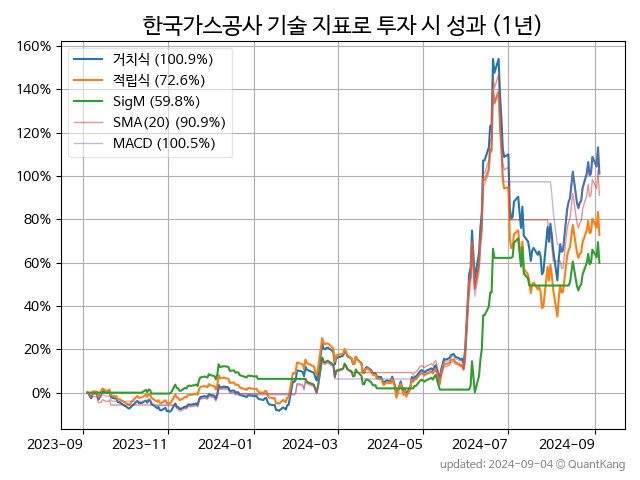 한국가스공사 기술 지표로 투자 시 성과 (1년)
160%
140%
120%
100%
80%
60%
40%
20%
0%
거치식 (100.9%)
적립식 (72.6%)
SigM (59.8%)
SMA(20) (90.9%)
MACD (100.5%)
2023-09 2023-11 2024-01 2024-03 2024-05 2024-07 2024-09
updated: 2024-09-04 © QuantKang